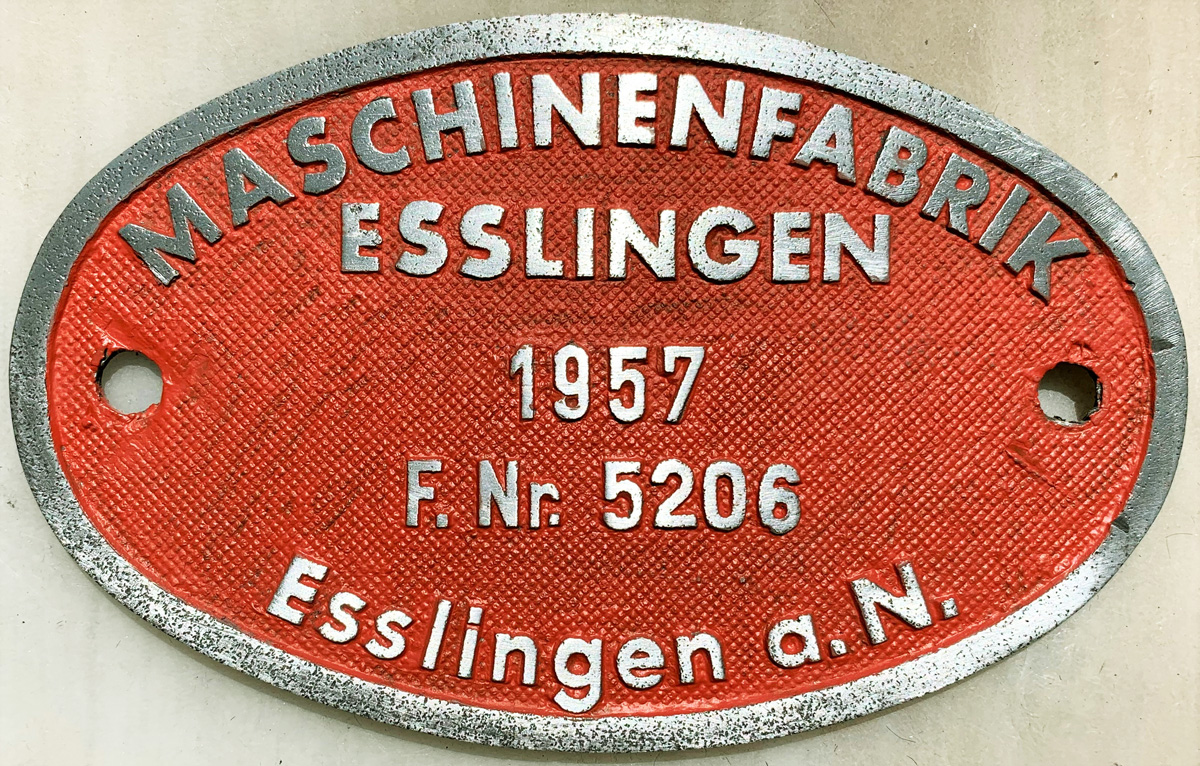 MASCHINENFABRIK
ESSLINGEN
1957
F. Nr. 5206
Esslingen a. N.